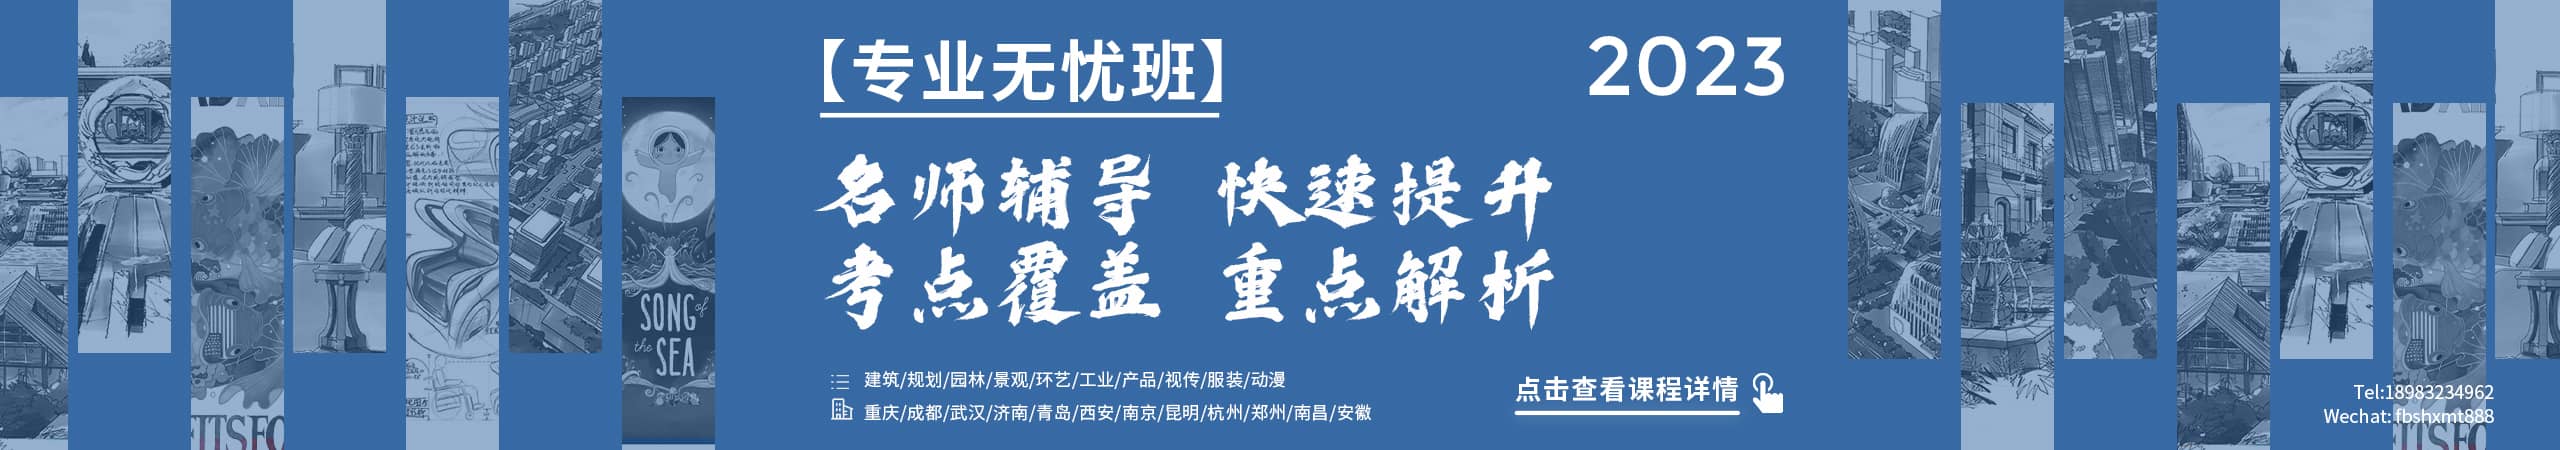 【专业无忧班】
2023
名师辅导 快速提升
考点覆盖 重点解析
SONG of
the SEA
建筑/规划/园林/景观/环艺/工业/产品/视传/服装/动漫
重庆/成都/武汉/济南/青岛/西安/南京/昆明/杭州/郑州/南昌/安徽
点击查看课程详情
Tel:18983234962
Wechat: fbshxmt888